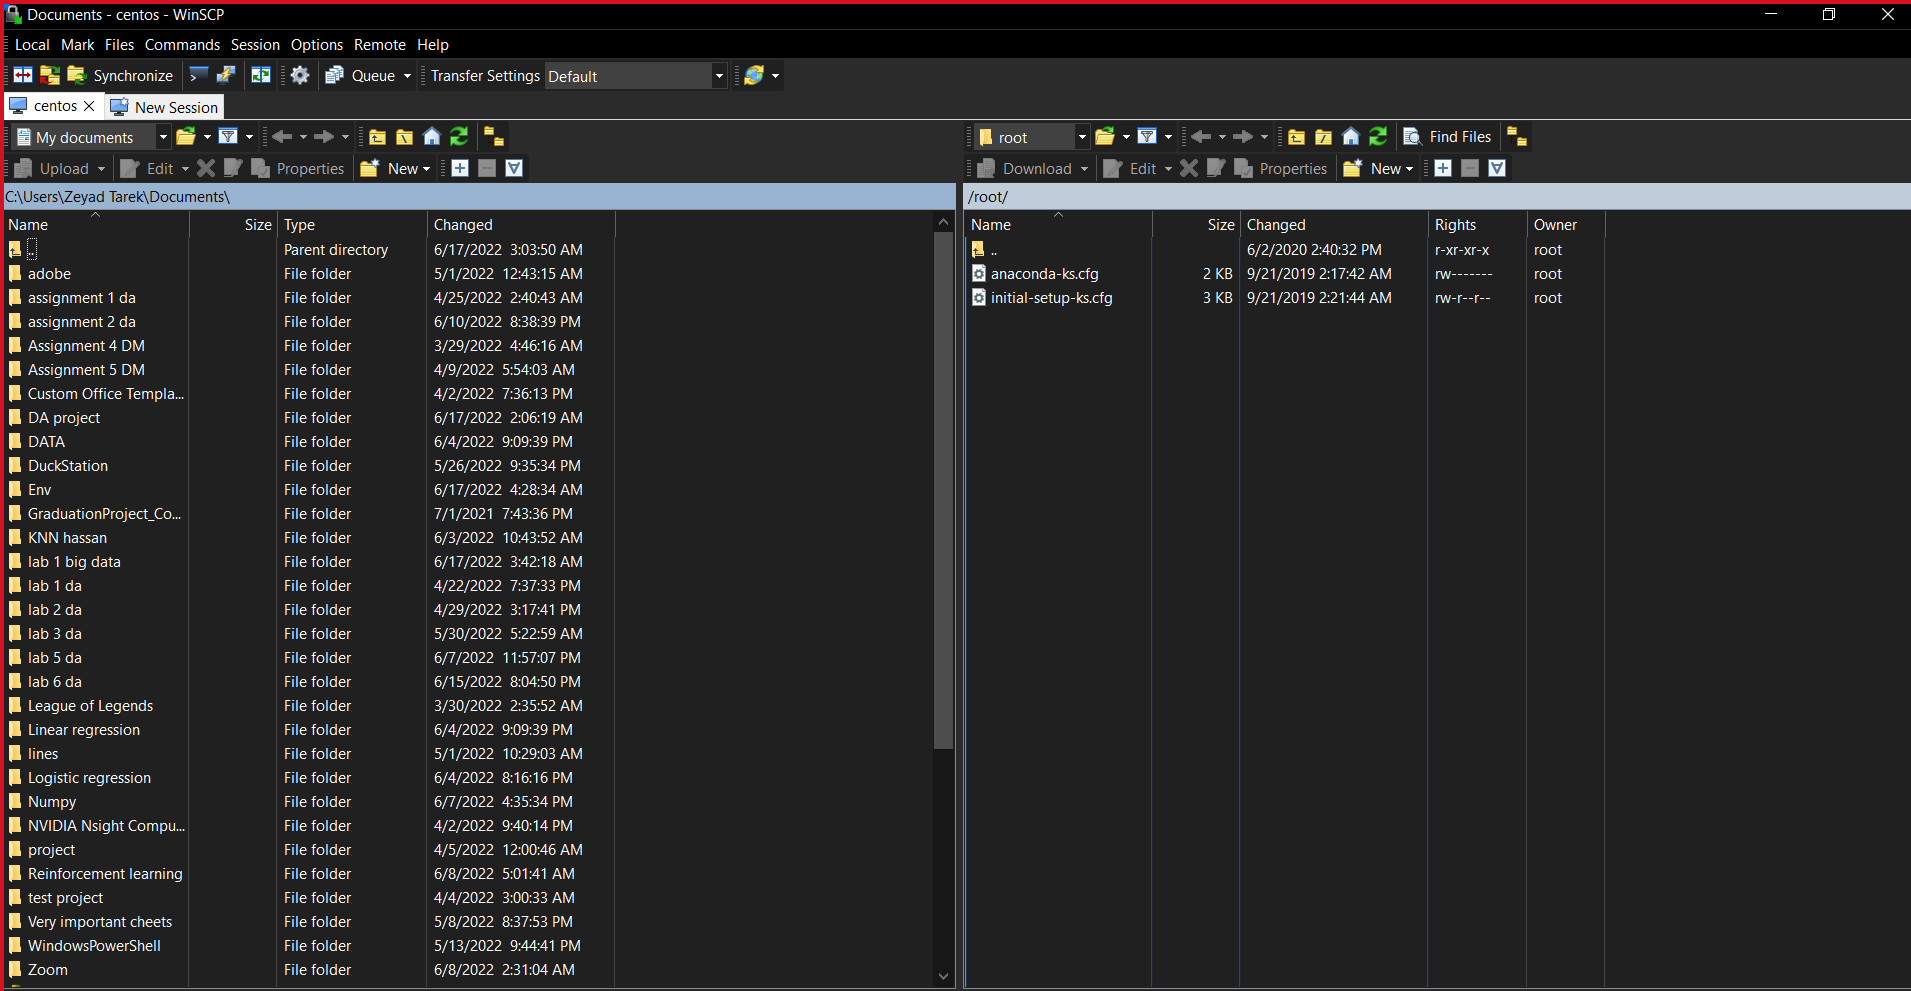 Documents - centos - WinSCP
Local Mark Files Commands Session Options Remote Help
Synchronize Queue Transfer Settings Default
centos New Session
My documents
Upload Edit Properties New
C:\Users\Zeyad Tarek\Documents\
Name Size Type Changed
.. Parent directory 6/17/2022 3:03:50 AM
adobe File folder 5/1/2022 12:43:15 AM
assignment 1 da File folder 4/25/2022 2:40:43 AM
assignment 2 da File folder 6/10/2022 8:38:39 PM
Assignment 4 DM File folder 3/29/2022 4:46:16 AM
Assignment 5 DM File folder 4/9/2022 5:54:03 AM
Custom Office Templa... File folder 4/2/2022 7:36:13 PM
DA project File folder 6/17/2022 2:06:19 AM
DATA File folder 6/4/2022 9:09:39 PM
DuckStation File folder 5/26/2022 9:35:34 PM
Env File folder 6/17/2022 4:28:34 AM
GraduationProject_Co... File folder 7/1/2021 7:43:36 PM
KNN hassan File folder 6/3/2022 10:43:52 AM
lab 1 big data File folder 6/17/2022 3:42:18 AM
lab 1 da File folder 4/22/2022 7:37:33 PM
lab 2 da File folder 4/29/2022 3:17:41 PM
lab 3 da File folder 5/30/2022 5:22:59 AM
lab 5 da File folder 6/7/2022 11:57:07 PM
lab 6 da File folder 6/15/2022 8:04:50 PM
League of Legends File folder 3/30/2022 2:35:52 AM
Linear regression File folder 6/4/2022 9:09:39 PM
lines File folder 5/1/2022 10:29:03 AM
Logistic regression File folder 6/4/2022 8:16:16 PM
Numpy File folder 6/7/2022 4:35:34 PM
NVIDIA Nsight Compu... File folder 4/2/2022 9:40:14 PM
project File folder 4/5/2022 12:00:46 AM
Reinforcement learning File folder 6/8/2022 5:01:41 AM
test project File folder 4/4/2022 3:00:33 AM
Very important cheets File folder 5/8/2022 8:37:53 PM
WindowsPowerShell File folder 5/13/2022 9:44:41 PM
Zoom File folder 6/8/2022 2:31:04 AM
root Find Files
Download Edit Properties New
/root/
Name Size Changed Rights Owner
.. 6/2/2020 2:40:32 PM r-xr-xr-x root
anaconda-ks.cfg 2 KB 9/21/2019 2:17:42 AM rw------- root
initial-setup-ks.cfg 3 KB 9/21/2019 2:21:44 AM rw-r--r-- root